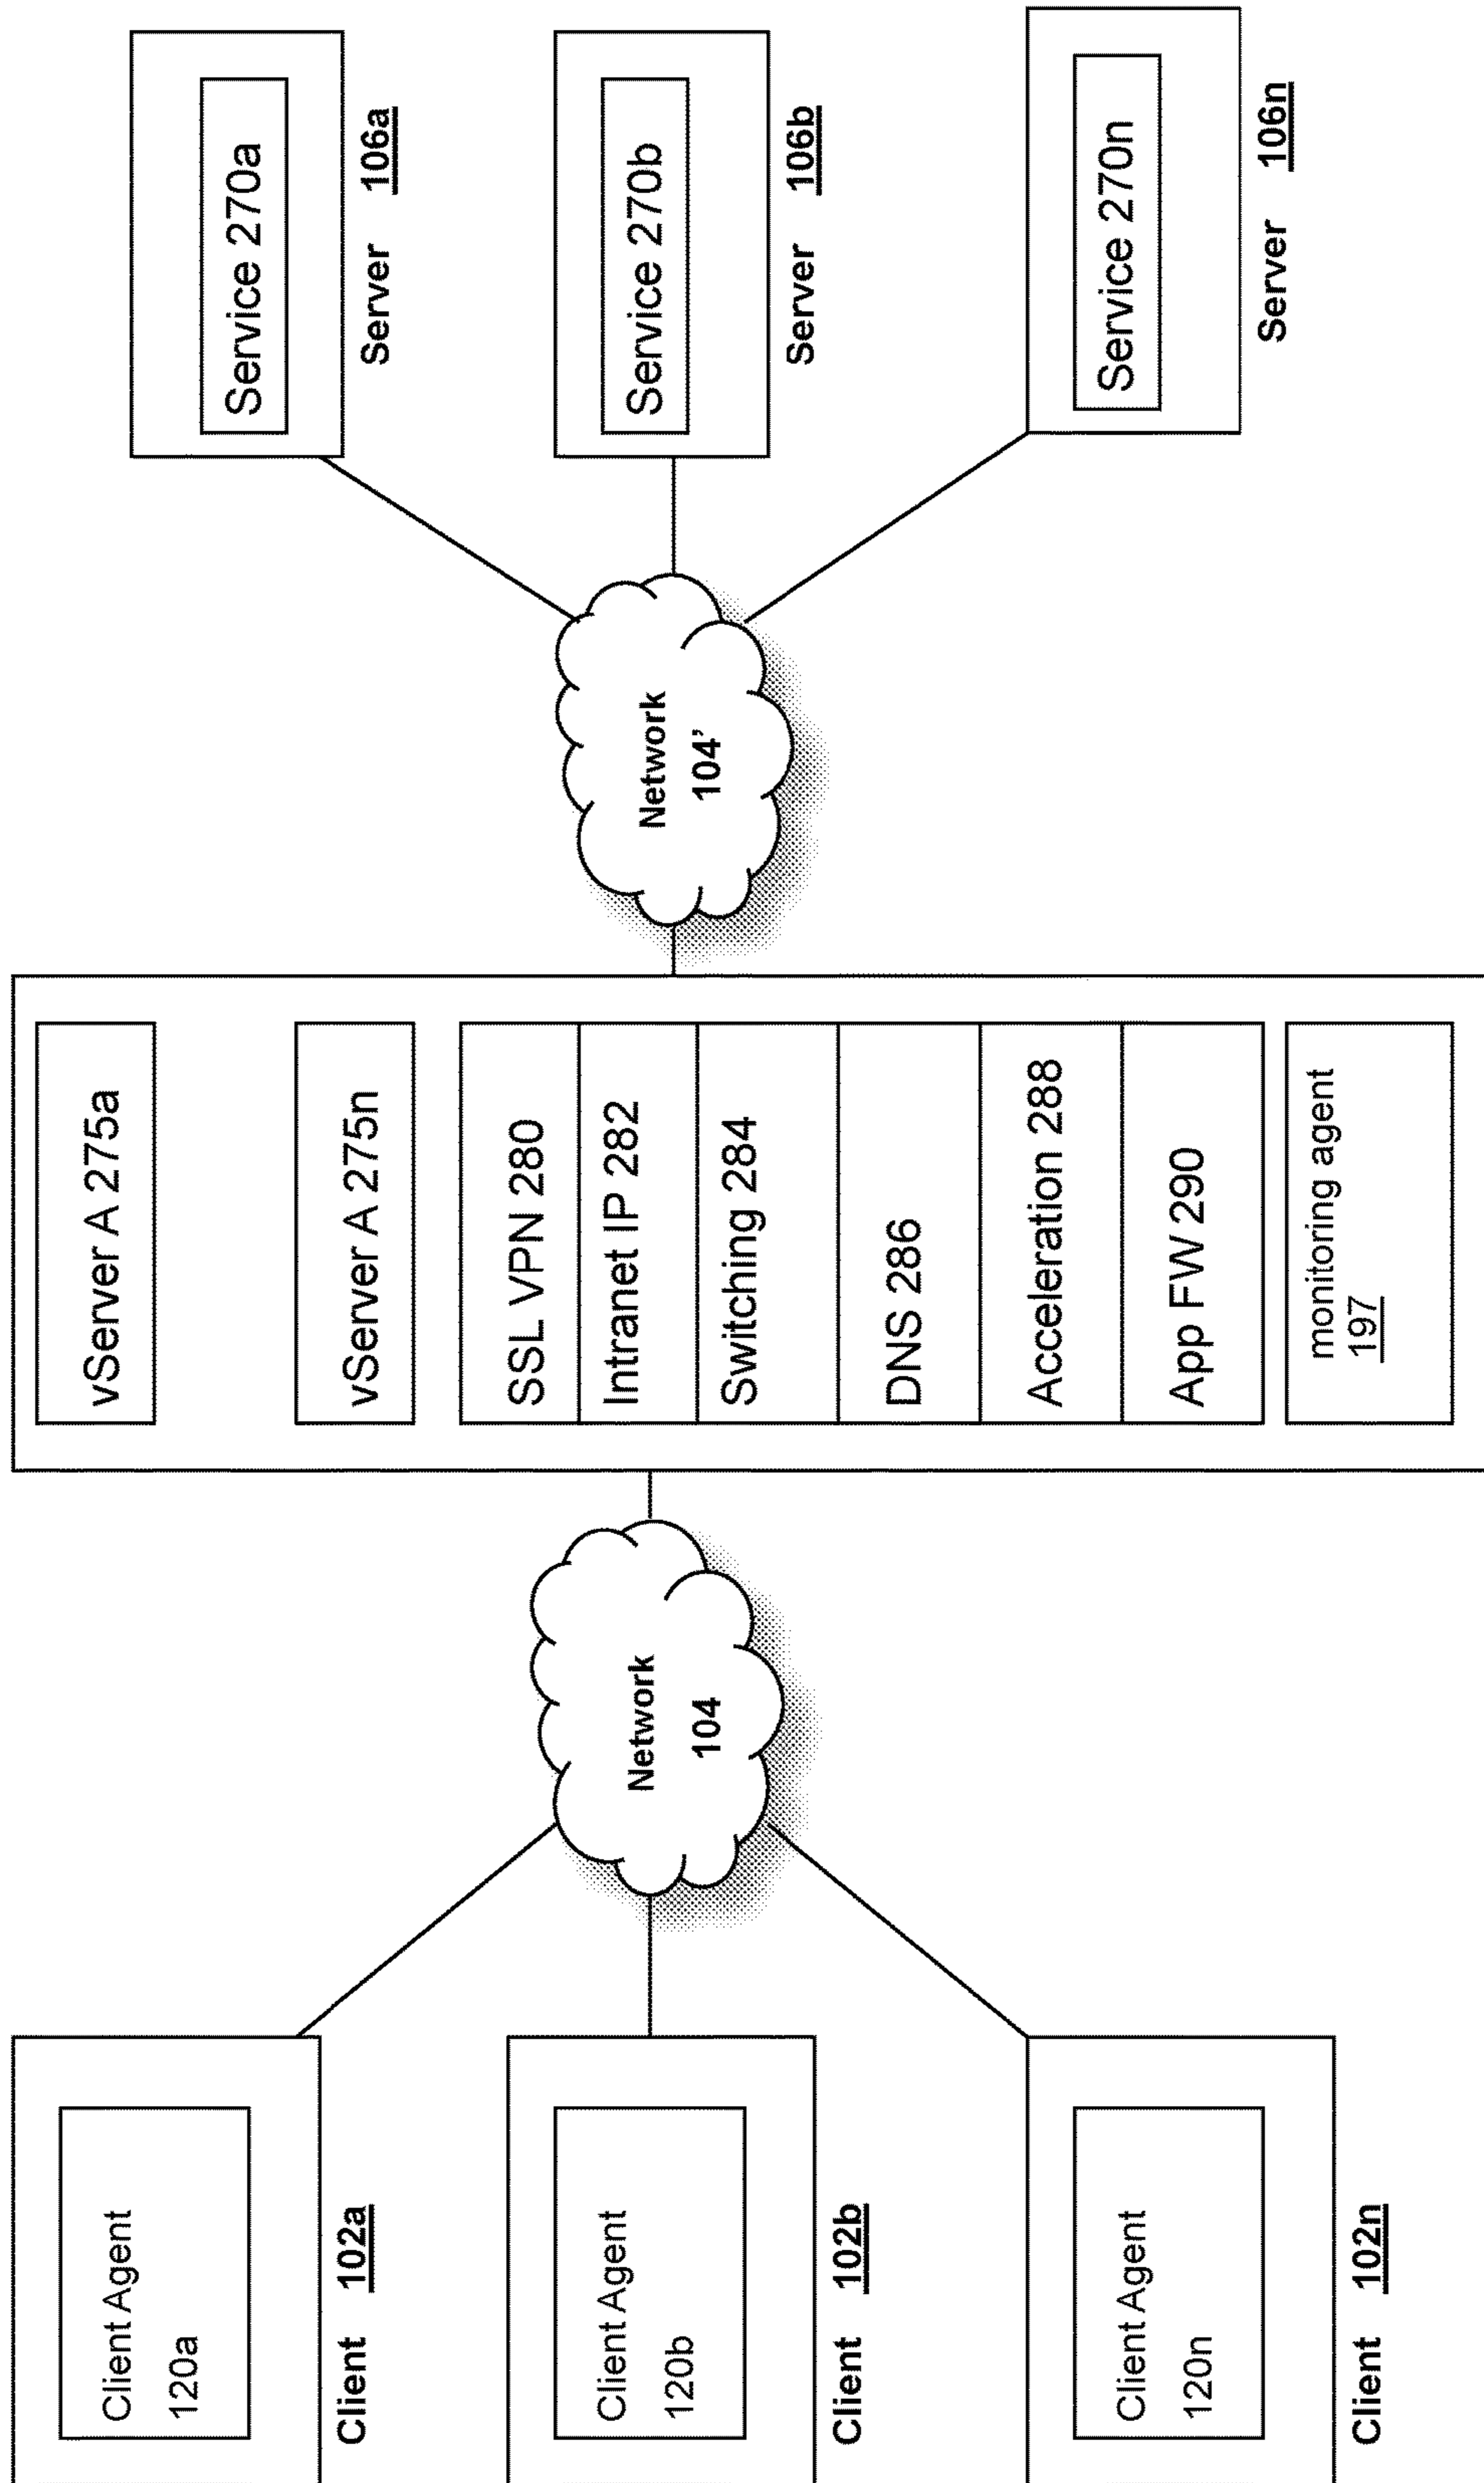 Client Agent
120a
Client 102a
Client Agent
120b
Client 102b
Client Agent
120n
Client 102n
Network
104
vServer A 275a
vServer A 275n
SSL VPN 280
Intranet IP 282
Switching 284
DNS 286
Acceleration 288
App FW 290
monitoring agent
197
Network
104’
Service 270a
Server 106a
Service 270b
Server 106b
Service 270n
Server 106n